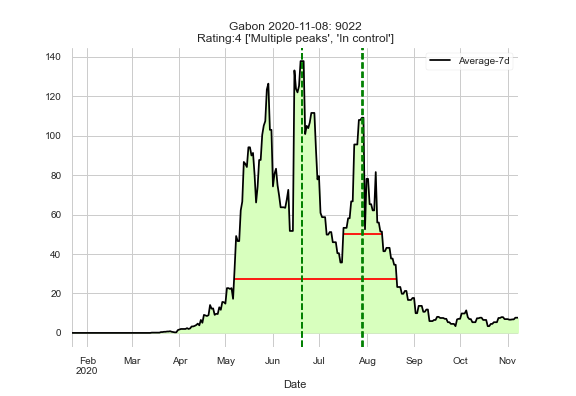 Gabon 2020-11-08: 9022
Rating:4 ['Multiple peaks', 'In control']
Average-7d
140
120
100
80
60
40
20
0
Feb Mar Apr May Jun Jul Aug Sep Oct Nov
2020
Date